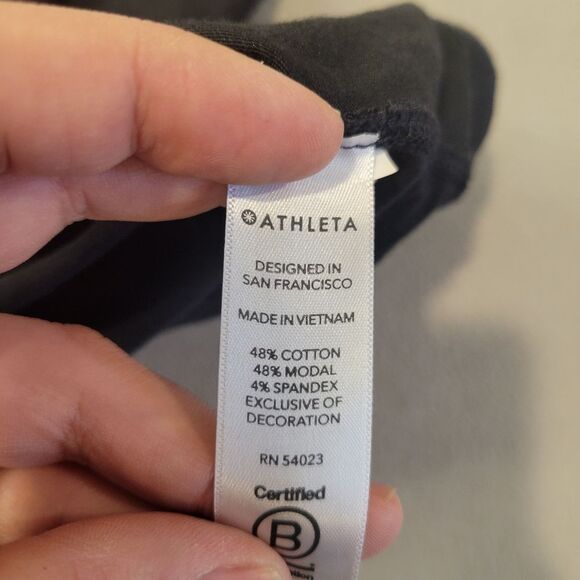 ATHLETA
DESIGNED IN
SAN FRANCISCO
MADE IN VIETNAM
48% COTTON
48% MODAL
4% SPANDEX
EXCLUSIVE OF
DECORATION
RN 54023
Certified
B